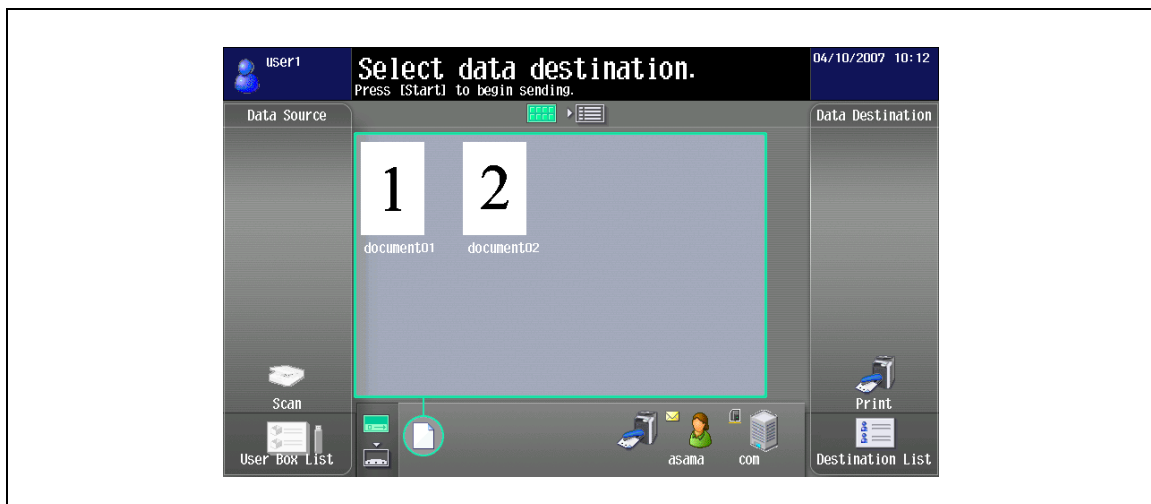 user1
Select data destination.
Press [Start] to begin sending.
04/10/2007 10:12
Data Source
Data Destination
1
2
document01
document02
Scan
Print
User Box List
asama
com
Destination List